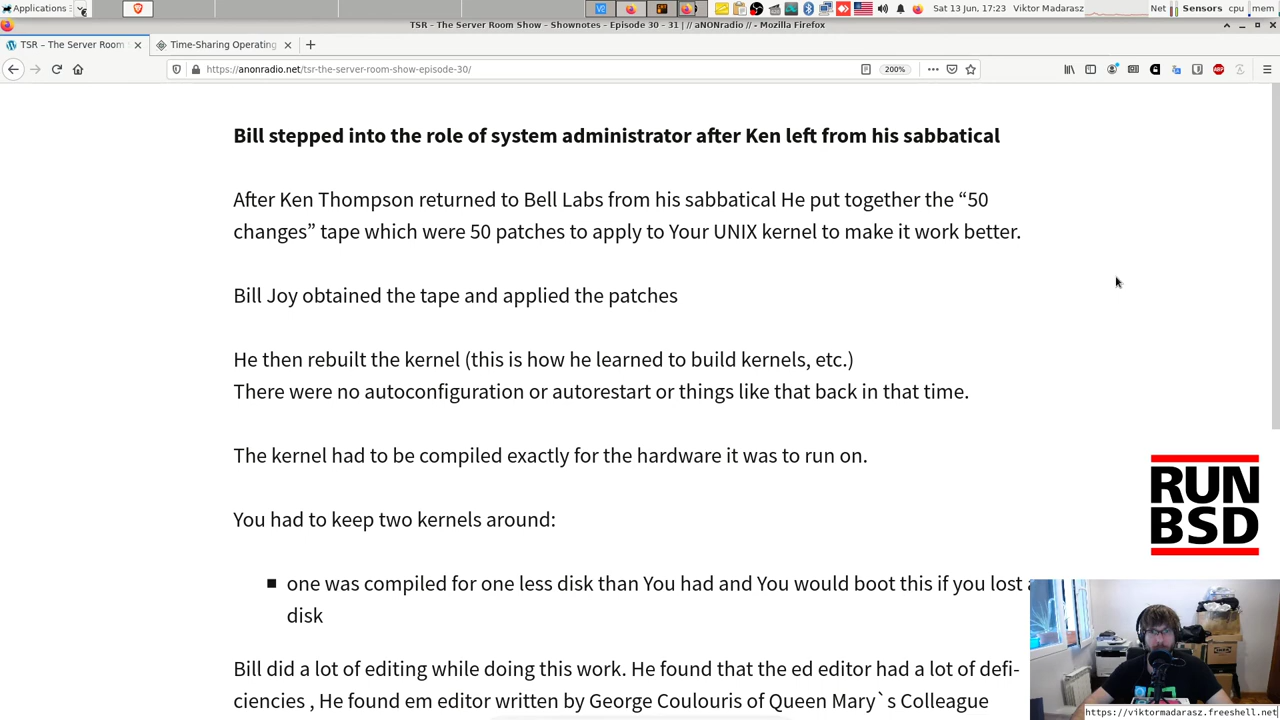 Applications
Sat 13 Jun, 17:23 Viktor Madarasz Net Sensors cpu mem
TSR - The Server Room Show - Shownotes - Episode 30 - 31 | // aNONradio // - Mozilla Firefox
TSR – The Server Room × Time-Sharing Operating × +
https://anonradio.net/tsr-the-server-room-show-episode-30/ 200%
Bill stepped into the role of system administrator after Ken left from his sabbatical
After Ken Thompson returned to Bell Labs from his sabbatical He put together the “50
changes” tape which were 50 patches to apply to Your UNIX kernel to make it work better.
Bill Joy obtained the tape and applied the patches
He then rebuilt the kernel (this is how he learned to build kernels, etc.)
There were no autoconfiguration or autorestart or things like that back in that time.
The kernel had to be compiled exactly for the hardware it was to run on.
You had to keep two kernels around:
one was compiled for one less disk than You had and You would boot this if you lost a
disk
Bill did a lot of editing while doing this work. He found that the ed editor had a lot of defi-
ciencies , He found em editor written by George Coulouris of Queen Mary`s Colleague
RUN
BSD
https://viktormadarasz.freeshell.net